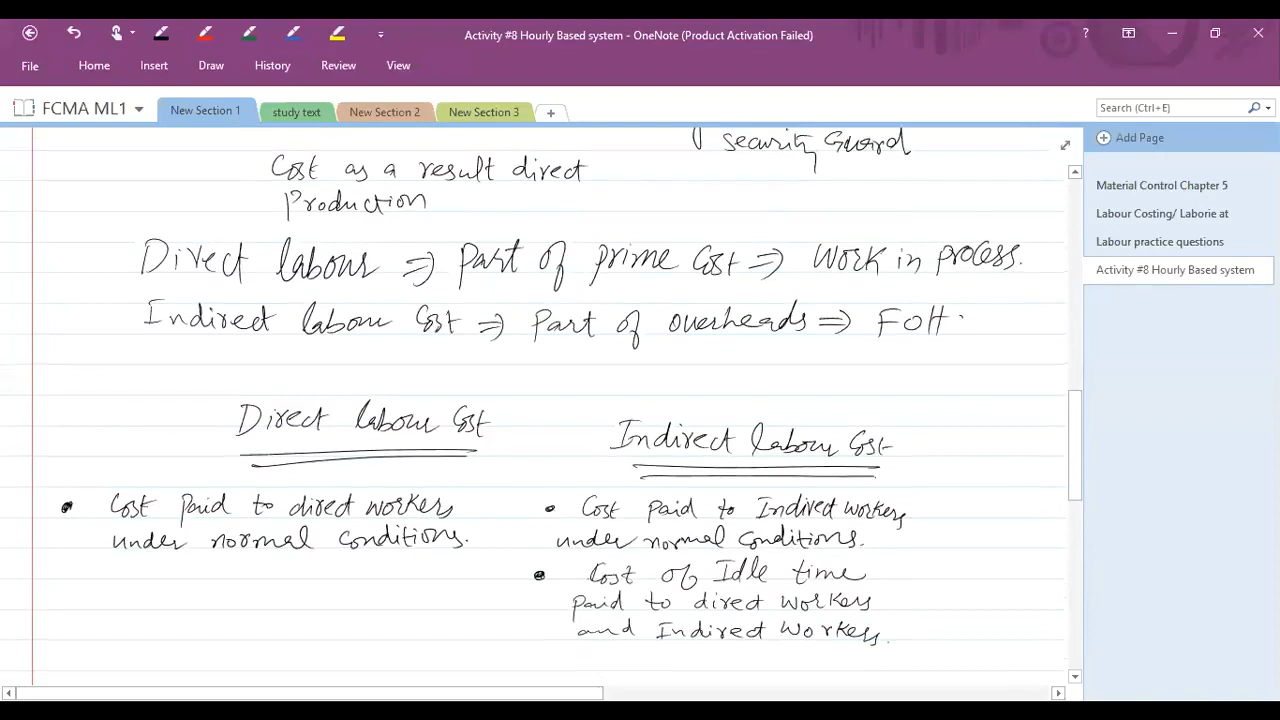 Activity #8 Hourly Based system - OneNote (Product Activation Failed)
?
File Home Insert Draw History Review View
FCMA ML1
New Section 1 study text New Section 2 New Section 3
Search (Ctrl+E)
Add Page
Material Control Chapter 5
Labour Costing/ Laborie at
Labour practice questions
Activity #8 Hourly Based system
security Guard
Cost as a result direct
Production
Direct labour ⇒ Part of prime Cost ⇒ Work in process.
Indirect labour Cost ⇒ Part of overheads ⇒ FOH.
Direct labour Cost
• Cost Paid to direct workers
under normal Conditions.
Indirect labour Cost
• Cost Paid to Indirect workers
under normal Conditions.
• Cost of Idle time
paid to direct workers
and Indirect Workers.